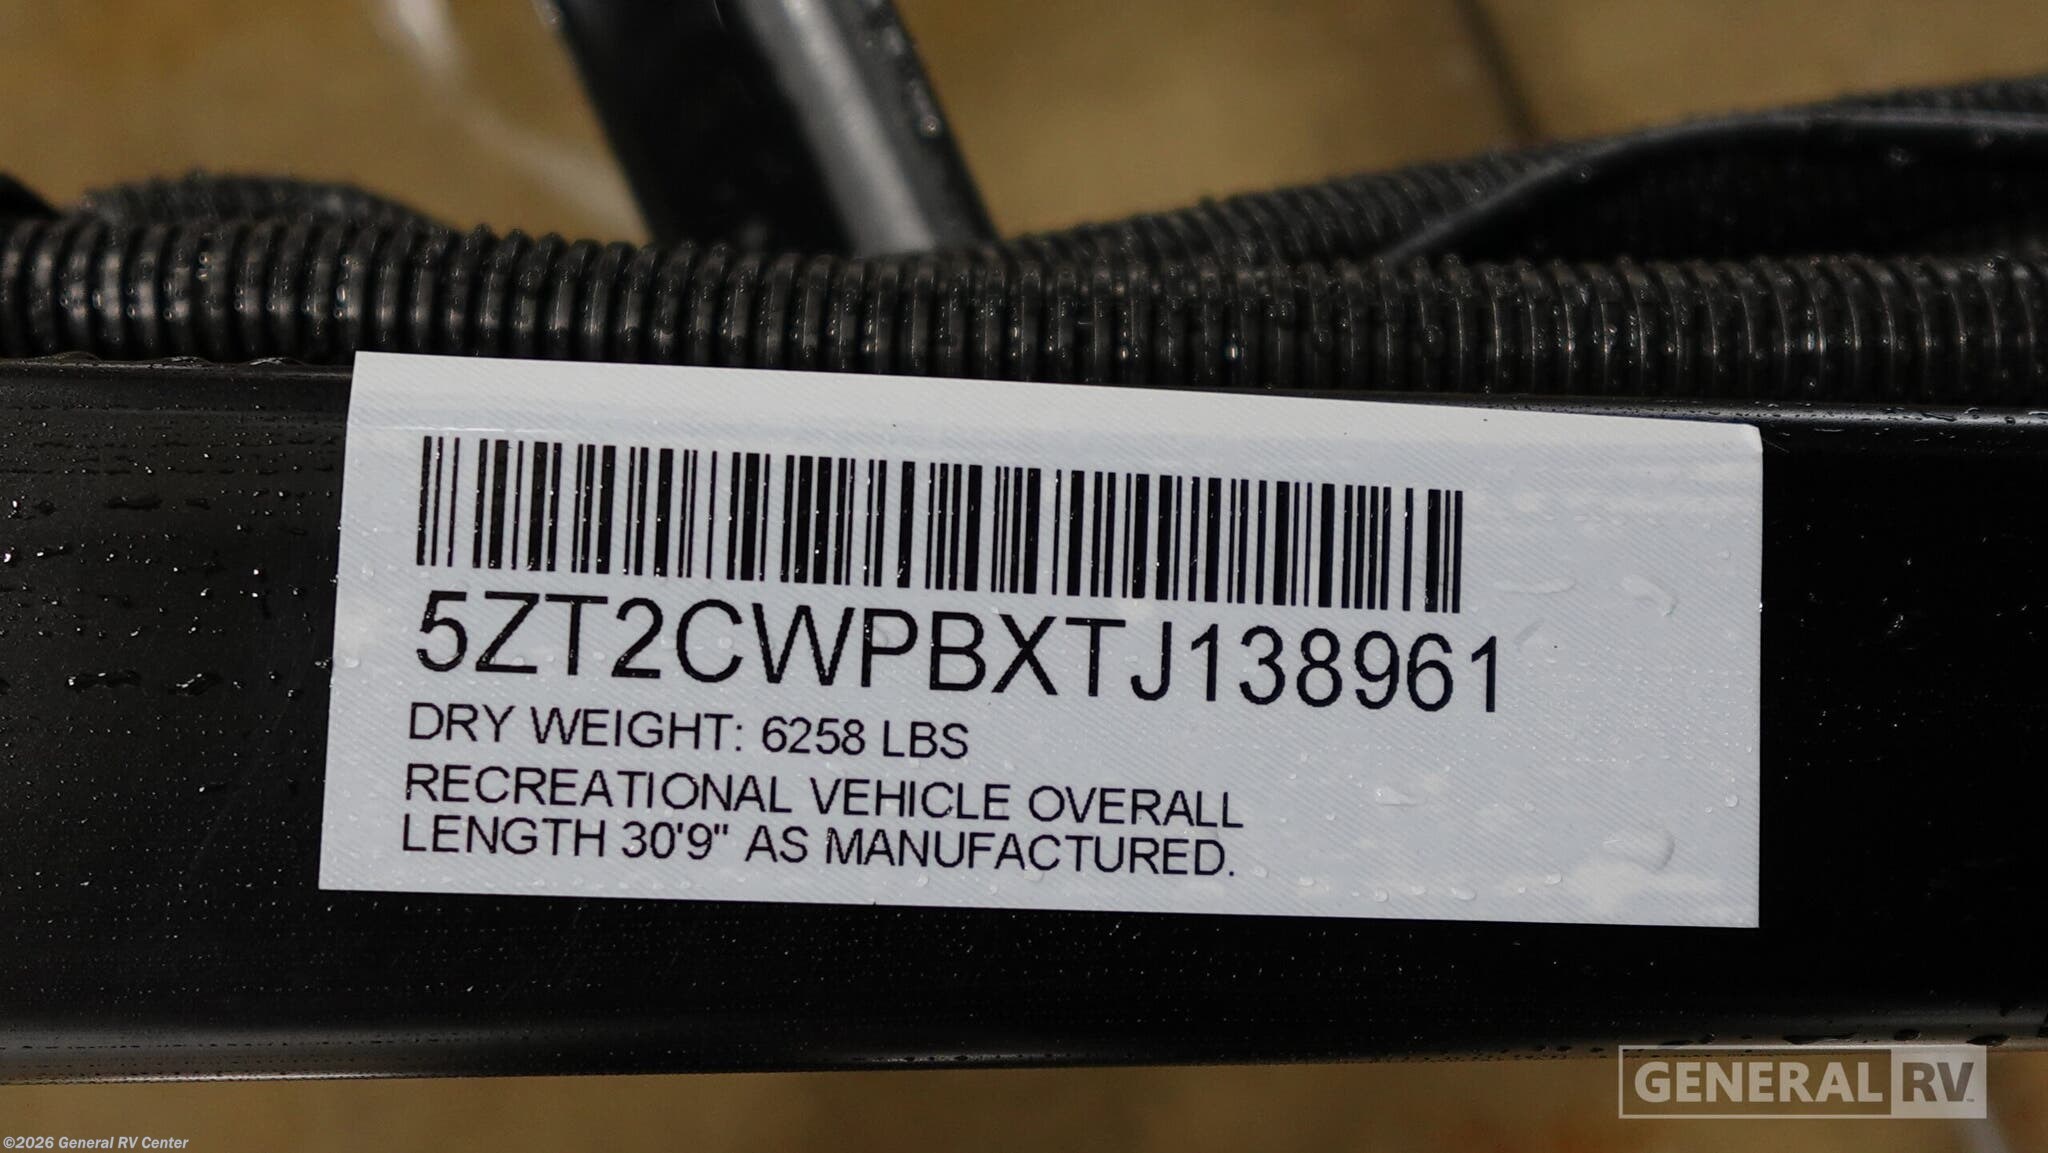 5ZT2CWPBXTJ138961
DRY WEIGHT: 6258 LBS
RECREATIONAL VEHICLE OVERALL
LENGTH 30'9" AS MANUFACTURED.
GENERAL RV
©2026 General RV Center